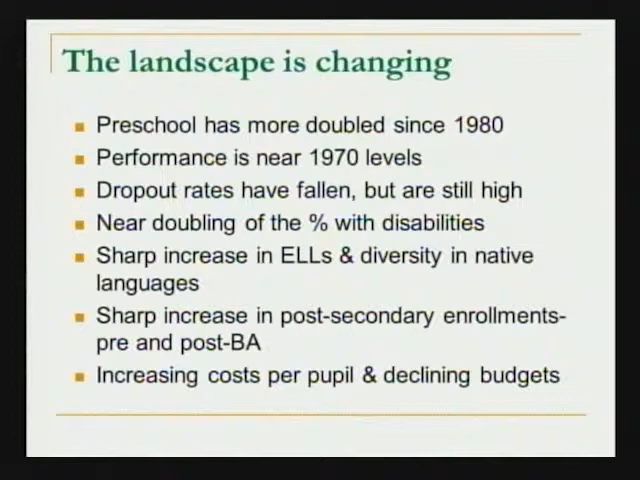 The landscape is changing
Preschool has more doubled since 1980
Performance is near 1970 levels
Dropout rates have fallen, but are still high
Near doubling of the % with disabilities
Sharp increase in ELLs & diversity in native
languages
Sharp increase in post-secondary enrollments-
pre and post-BA
Increasing costs per pupil & declining budgets